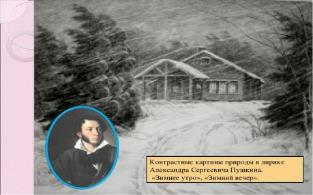 Контрастные картины природы в лирике
Александра Сергеевича Пушкина.
«Зимнее утро», «Зимний вечер».